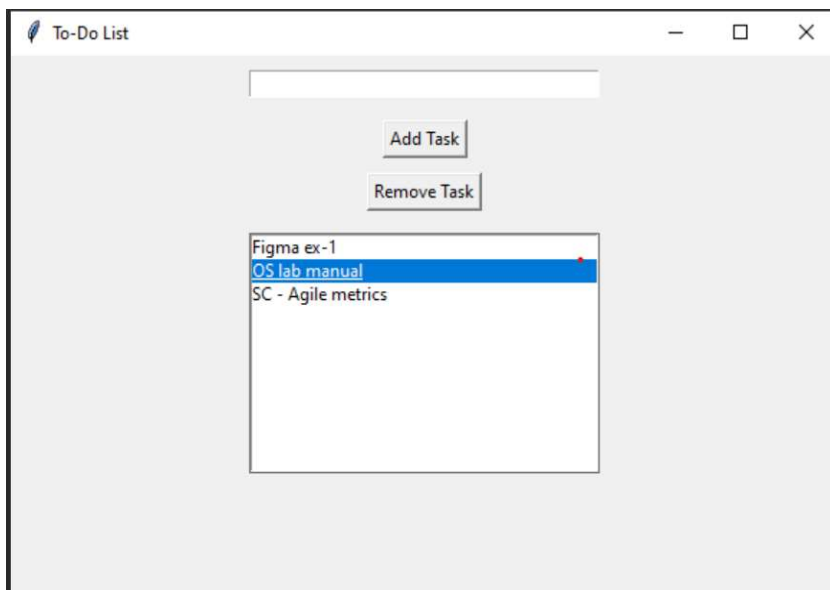 To-Do List
Add Task
Remove Task
Figma ex-1
OS lab manual
SC - Agile metrics